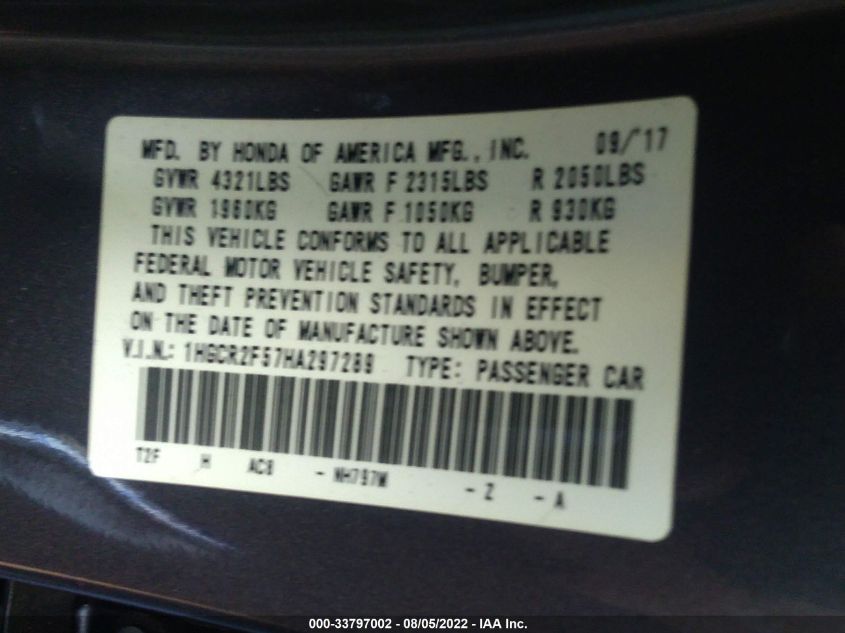 MFD. BY HONDA OF AMERICA MFG., INC. 09/'17
GVWR 4321LBS GAWR F 2315LBS R 2050LBS
GVWR 1960KG GAWR F 1050KG R 930KG
THIS VEHICLE CONFORMS TO ALL APPLICABLE
FEDERAL MOTOR VEHICLE SAFETY, BUMPER,
AND THEFT PREVENTION STANDARDS IN EFFECT
ON THE DATE OF MANUFACTURE SHOWN ABOVE.
V.I.N.: 1HGCR2F57HA297289 TYPE: PASSENGER CAR
T2F H AC8 - NH797M - Z - A
000-33797002 - 08/05/2022 - IAA Inc.